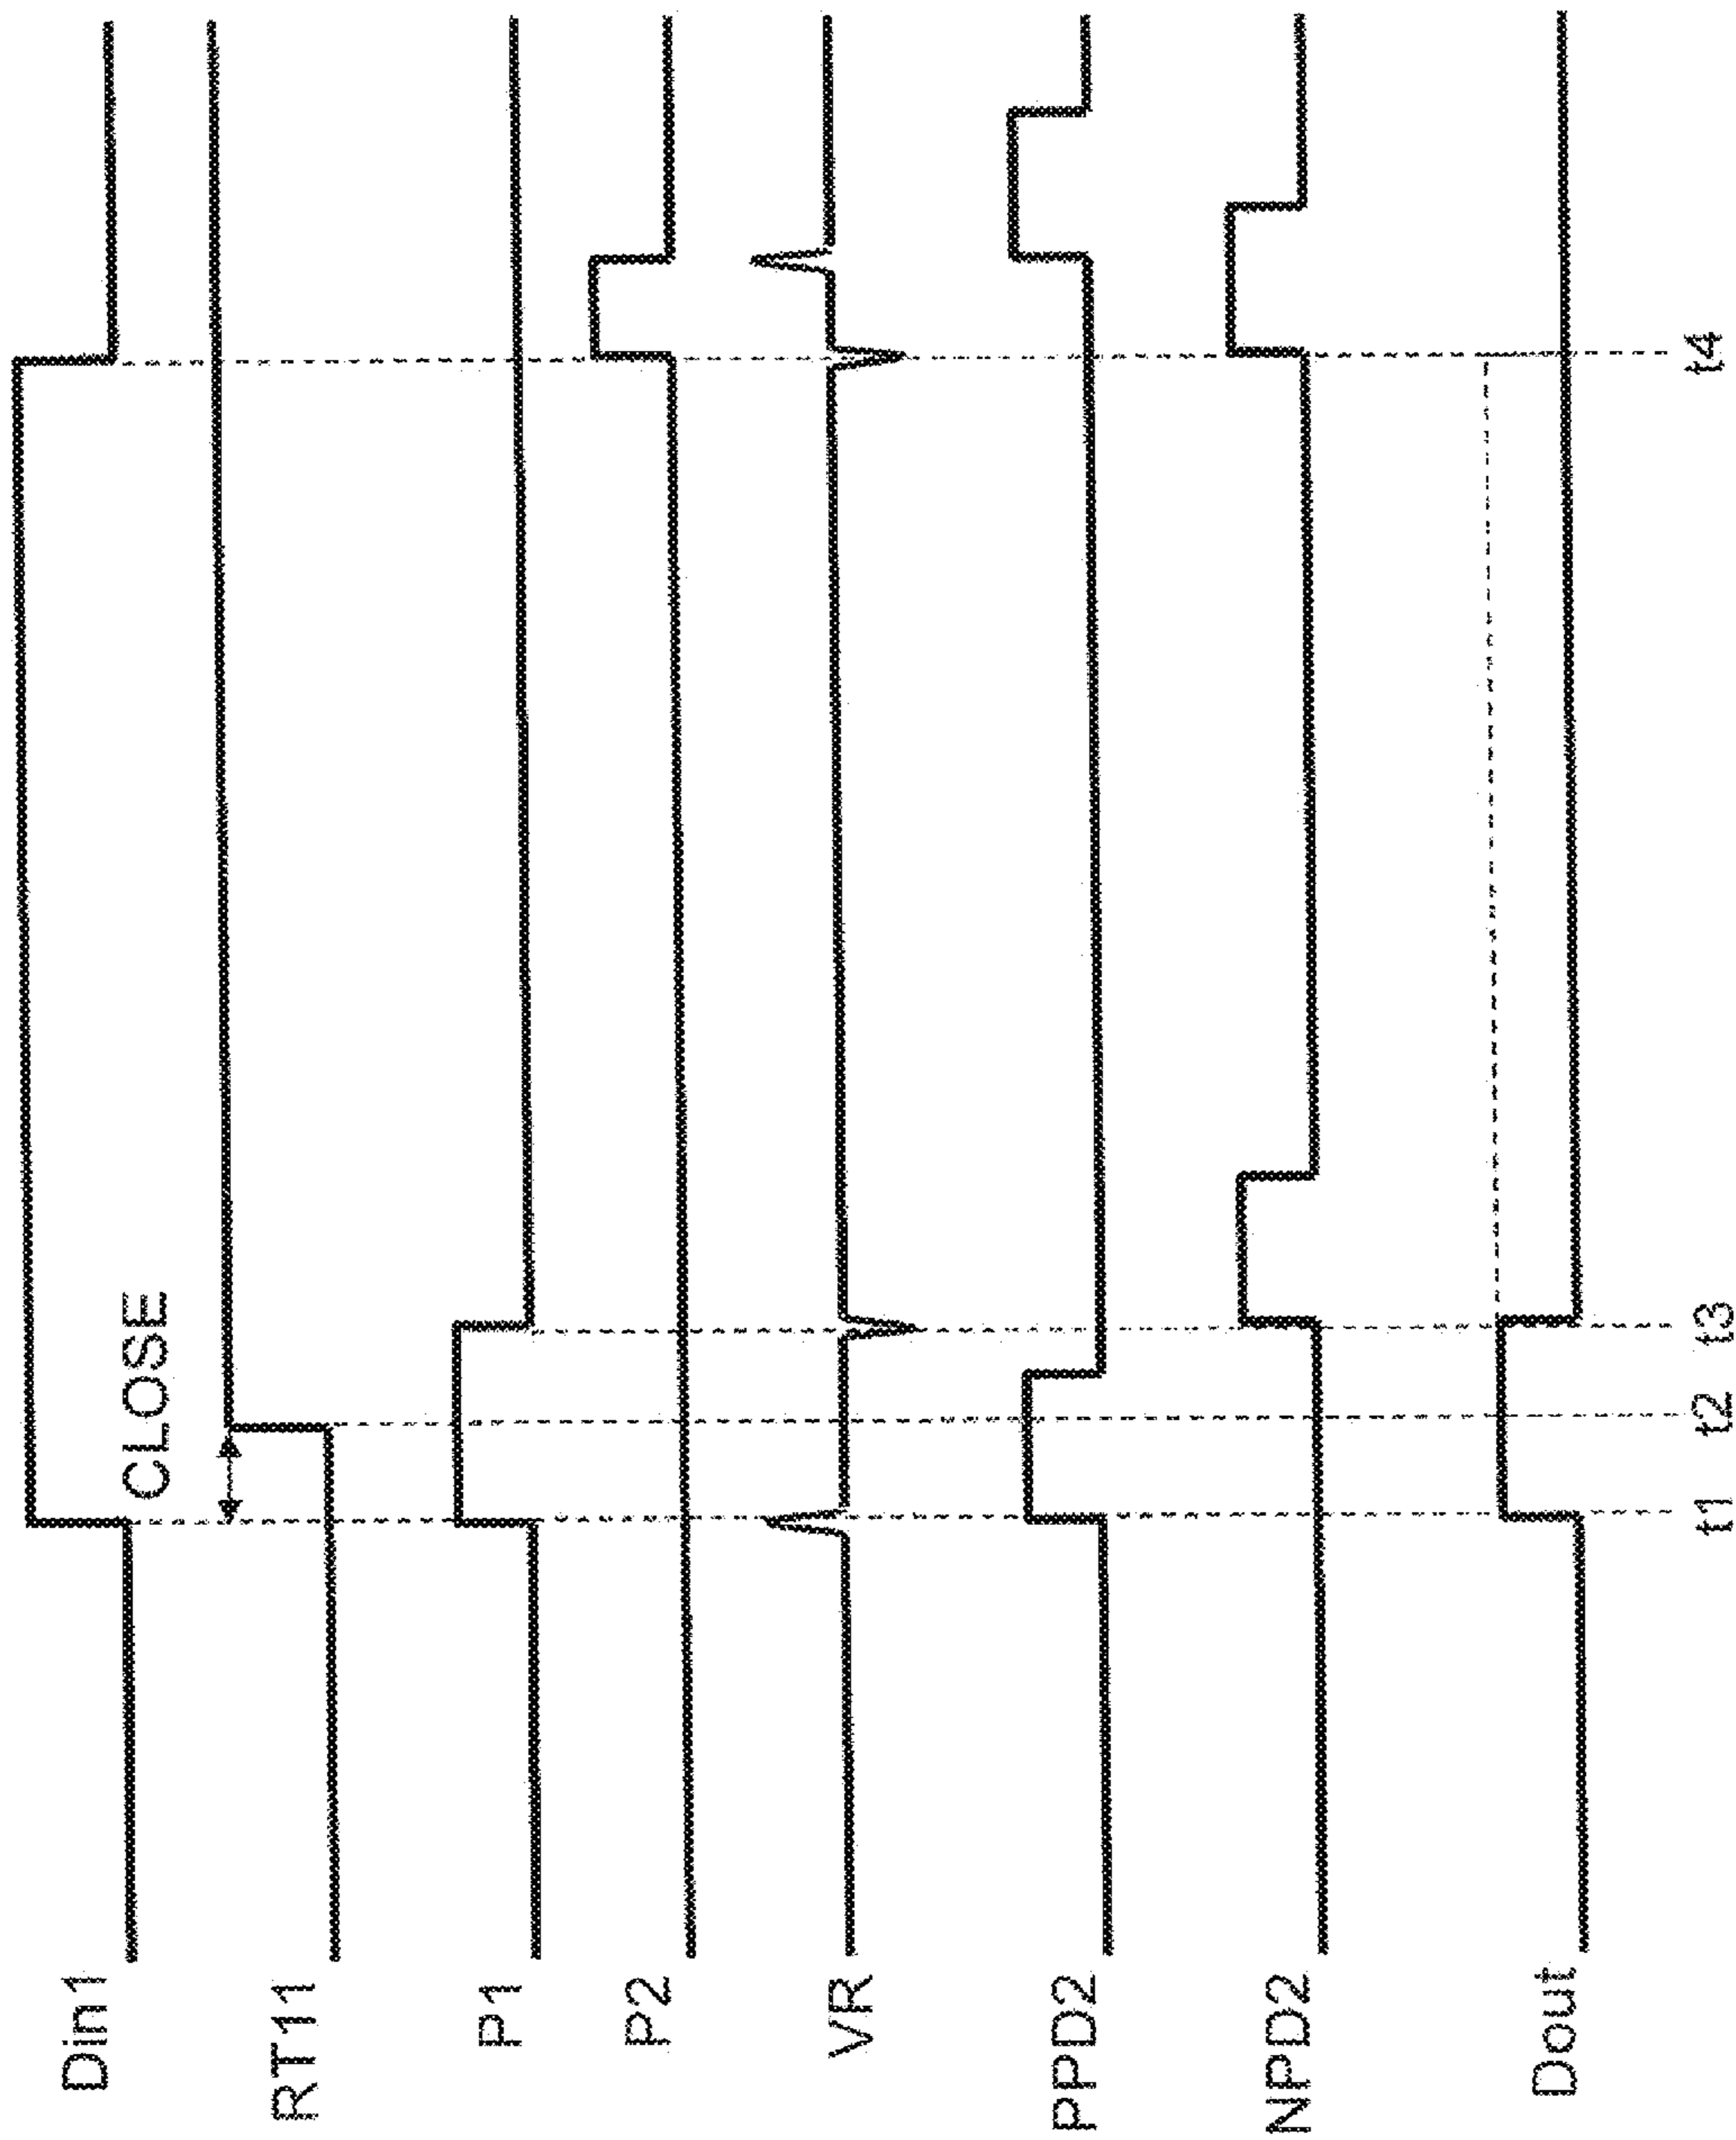 Din1
CLOSE
RT11
P1
P2
VR
PPD2
NPD2
Dout
t1 t2 t3 t4